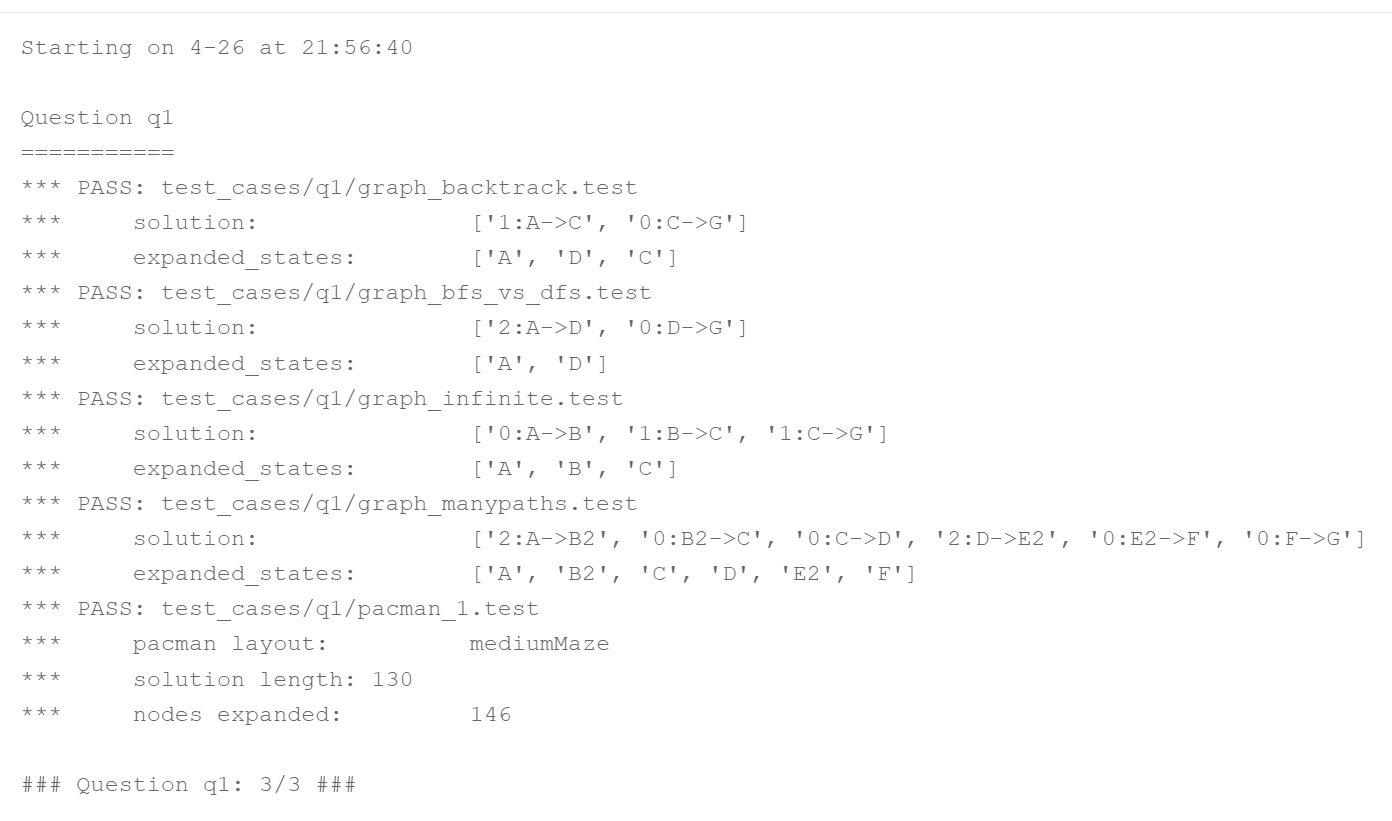 Starting on 4-26 at 21:56:40
Question q1
===========
*** PASS: test_cases/q1/graph_backtrack.test
***     solution:               ['1:A->C', '0:C->G']
***     expanded_states:        ['A', 'D', 'C']
*** PASS: test_cases/q1/graph_bfs_vs_dfs.test
***     solution:               ['2:A->D', '0:D->G']
***     expanded_states:        ['A', 'D']
*** PASS: test_cases/q1/graph_infinite.test
***     solution:               ['0:A->B', '1:B->C', '1:C->G']
***     expanded_states:        ['A', 'B', 'C']
*** PASS: test_cases/q1/graph_manypaths.test
***     solution:               ['2:A->B2', '0:B2->C', '0:C->D', '2:D->E2', '0:E2->F', '0:F->G']
***     expanded_states:        ['A', 'B2', 'C', 'D', 'E2', 'F']
*** PASS: test_cases/q1/pacman_1.test
***     pacman layout:          mediumMaze
***     solution length: 130
***     nodes expanded:         146
### Question q1: 3/3 ###